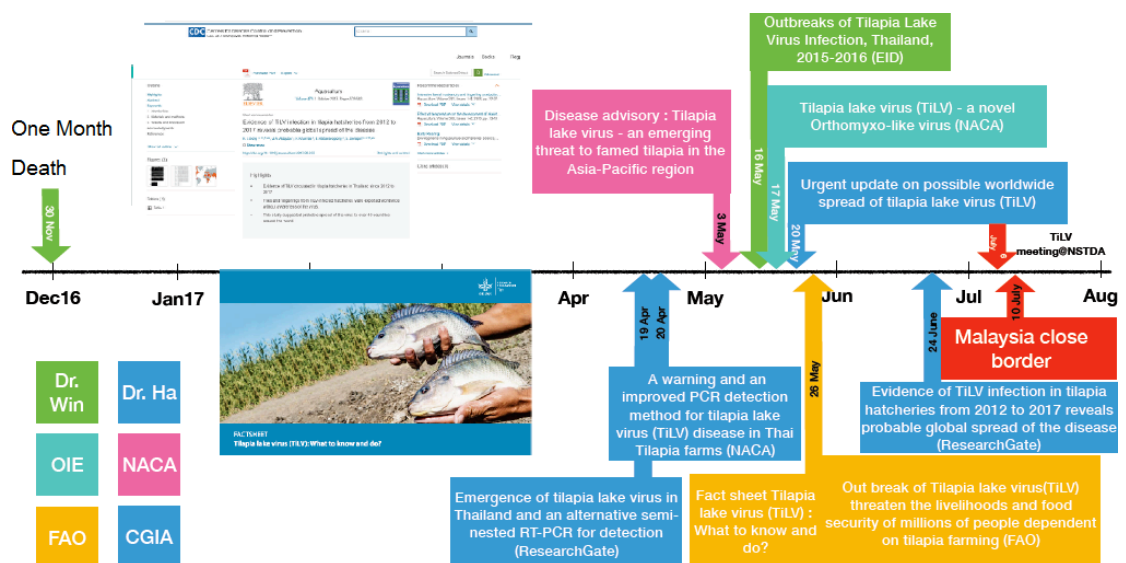 CDC
Journals
Books
Aquaculture
Evidence of TiLV infection in tilapia hatcheries from 2012 to
2017 reveals probable global spread of the disease
Highlights
One Month
Death
30 Nov
Disease advisory : Tilapia
lake virus - an emerging
threat to famed tilapia in the
Asia-Pacific region
3 May
Outbreaks of Tilapia Lake
Virus Infection, Thailand,
2015-2016 (EID)
16 May
Tilapia lake virus (TiLV) - a novel
Orthomyxo-like virus (NACA)
17 May
Urgent update on possible worldwide
spread of tilapia lake virus (TiLV)
20 May
July 6
TiLV
meeting@NSTDA
Dec16
Jan17
Apr
May
Jun
Jul
Aug
FACTSHEET
Tilapia lake virus (TiLV): What to know and do?
19 Apr
20 Apr
26 May
24 June
10 July
Malaysia close
border
A warning and an
improved PCR detection
method for tilapia lake
virus (TiLV) disease in Thai
Tilapia farms (NACA)
Evidence of TiLV infection in tilapia
hatcheries from 2012 to 2017 reveals
probable global spread of the disease
(ResearchGate)
Emergence of tilapia lake virus in
Thailand and an alternative semi-
nested RT-PCR for detection
(ResearchGate)
Fact sheet Tilapia
lake virus (TiLV) :
What to know and
do?
Out break of Tilapia lake virus(TiLV)
threaten the livelihoods and food
security of millions of people dependent
on tilapia farming (FAO)
Dr.
Win
Dr. Ha
OIE
NACA
FAO
CGIA